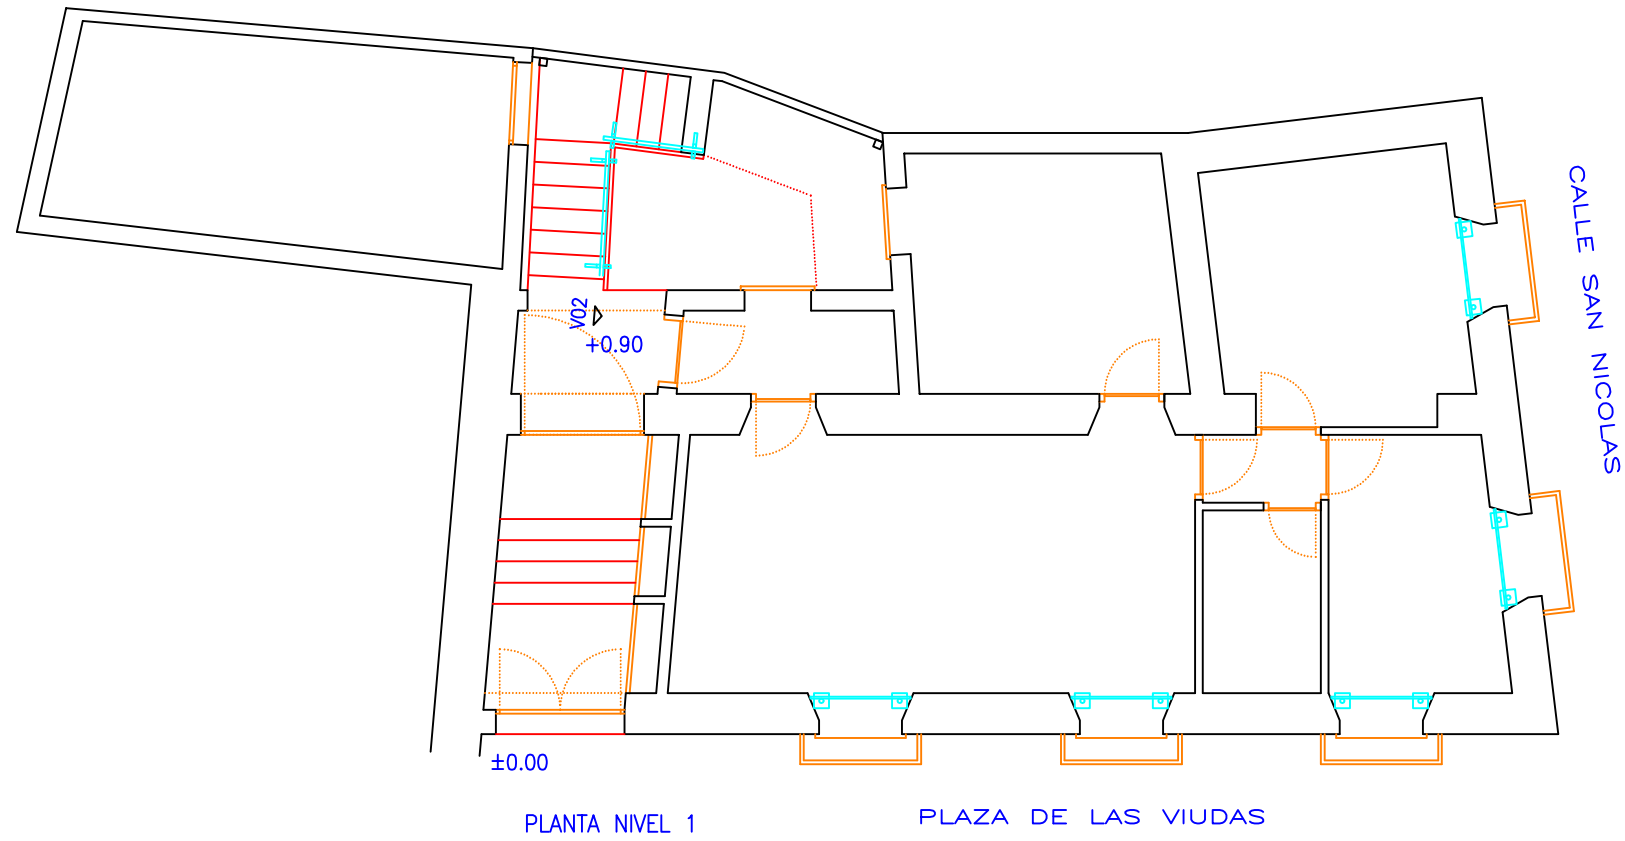 CALLE SAN NICOLAS
V02
+0.90
±0.00
PLANTA NIVEL 1
PLAZA DE LAS VIUDAS